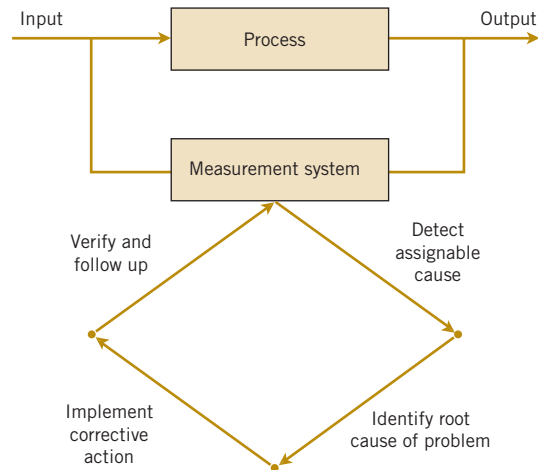 Input
Process
Output
Measurement system
Verify and
follow up
Detect
assignable
cause
Implement
corrective
action
Identify root
cause of problem